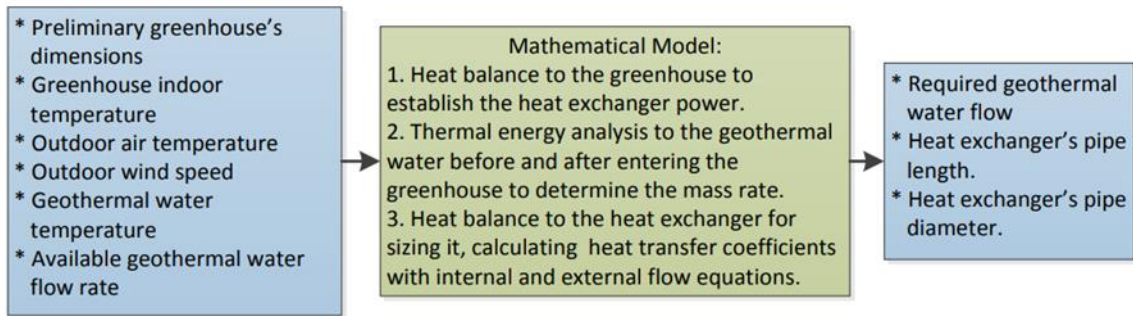 * Preliminary greenhouse's
dimensions
* Greenhouse indoor
temperature
* Outdoor air temperature
* Outdoor wind speed
* Geothermal water
temperature
* Available geothermal water
flow rate
Mathematical Model:
1. Heat balance to the greenhouse to
establish the heat exchanger power.
2. Thermal energy analysis to the geothermal
water before and after entering the
greenhouse to determine the mass rate.
3. Heat balance to the heat exchanger for
sizing it, calculating heat transfer coefficients
with internal and external flow equations.
* Required geothermal
water flow
* Heat exchanger's pipe
length.
* Heat exchanger's pipe
diameter.